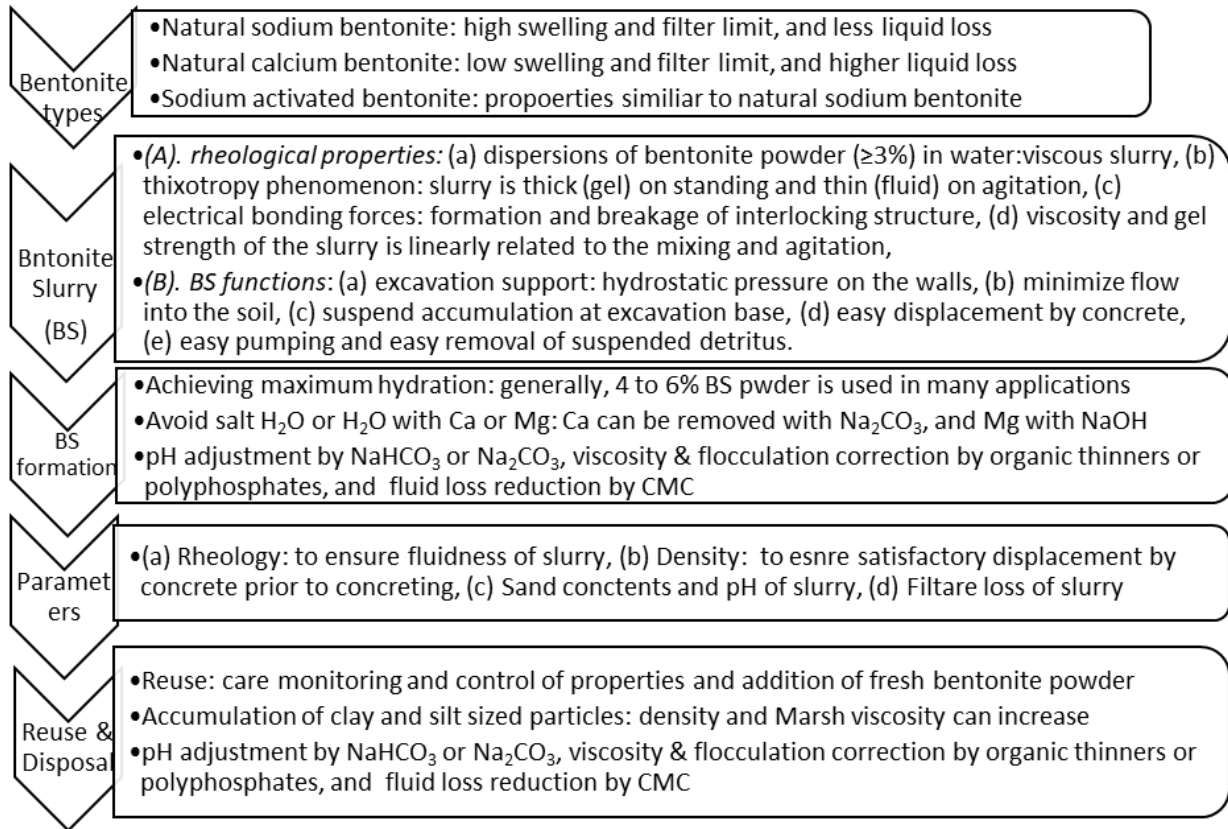 Bentonite
types
•Natural sodium bentonite: high swelling and filter limit, and less liquid loss
•Natural calcium bentonite: low swelling and filter limit, and higher liquid loss
•Sodium activated bentonite: propoerties similiar to natural sodium bentonite
Bntonite
Slurry
(BS)
•(A). rheological properties: (a) dispersions of bentonite powder (≥3%) in water:viscous slurry, (b)
thixotropy phenomenon: slurry is thick (gel) on standing and thin (fluid) on agitation, (c)
electrical bonding forces: formation and breakage of interlocking structure, (d) viscosity and gel
strength of the slurry is linearly related to the mixing and agitation,
•(B). BS functions: (a) excavation support: hydrostatic pressure on the walls, (b) minimize flow
into the soil, (c) suspend accumulation at excavation base, (d) easy displacement by concrete,
(e) easy pumping and easy removal of suspended detritus.
BS
formation
•Achieving maximum hydration: generally, 4 to 6% BS pwder is used in many applications
•Avoid salt H₂O or H₂O with Ca or Mg: Ca can be removed with Na₂CO₃, and Mg with NaOH
•pH adjustment by NaHCO₃ or Na₂CO₃, viscosity & flocculation correction by organic thinners or
polyphosphates, and fluid loss reduction by CMC
Paramet
ers
•(a) Rheology: to ensure fluidness of slurry, (b) Density: to esnre satisfactory displacement by
concrete prior to concreting, (c) Sand conctents and pH of slurry, (d) Filtare loss of slurry
Reuse &
Disposal
•Reuse: care monitoring and control of properties and addition of fresh bentonite powder
•Accumulation of clay and silt sized particles: density and Marsh viscosity can increase
•pH adjustment by NaHCO₃ or Na₂CO₃, viscosity & flocculation correction by organic thinners or
polyphosphates, and fluid loss reduction by CMC